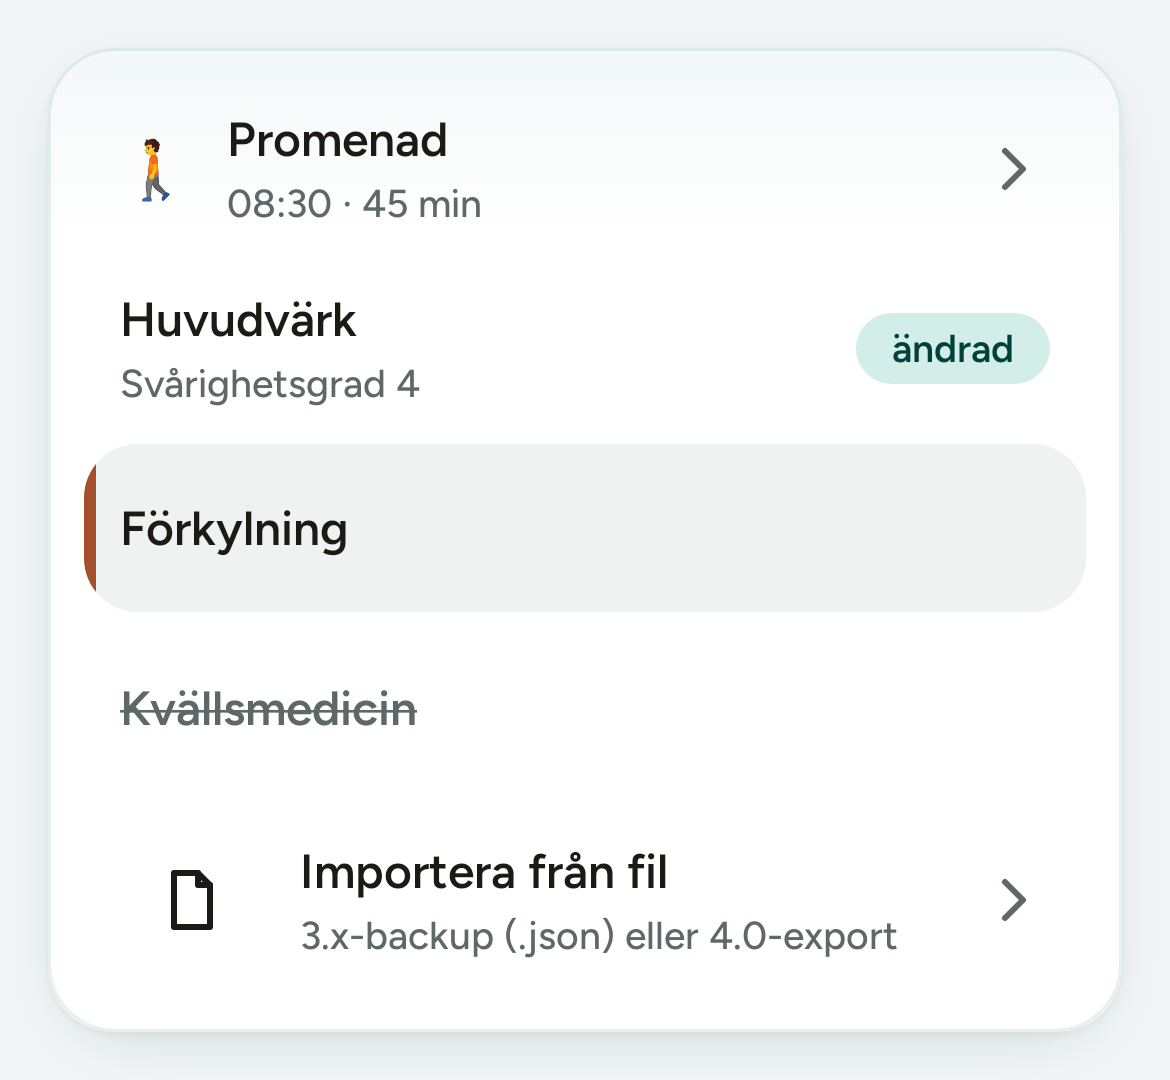 Promenad
08:30 · 45 min
Huvudvärk
ändrad
Svårighetsgrad 4
Förkylning
Kvällsmedicin
Importera från fil
3.x-backup (.json) eller 4.0-export